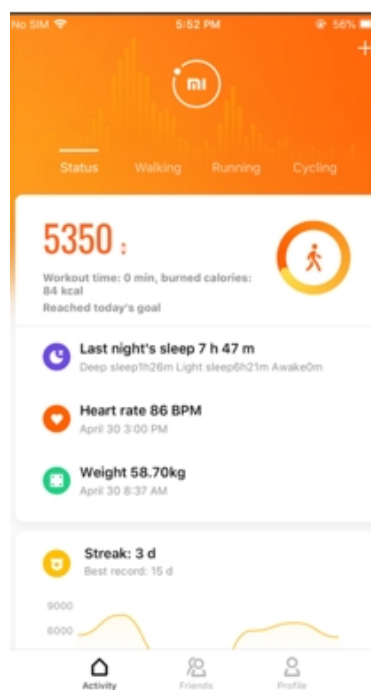 No SIM 5:52 PM 56%
mi
Status Walking Running Cycling
5350 :
Workout time: 0 min, burned calories:
84 kcal
Reached today's goal
Last night's sleep 7 h 47 m
Deep sleep1h26m Light sleep6h21m Awake0m
Heart rate 86 BPM
April 30 3:00 PM
Weight 58.70kg
April 30 8:37 AM
Streak: 3 d
Best record: 15 d
9000
6000
Activity Friends Profile